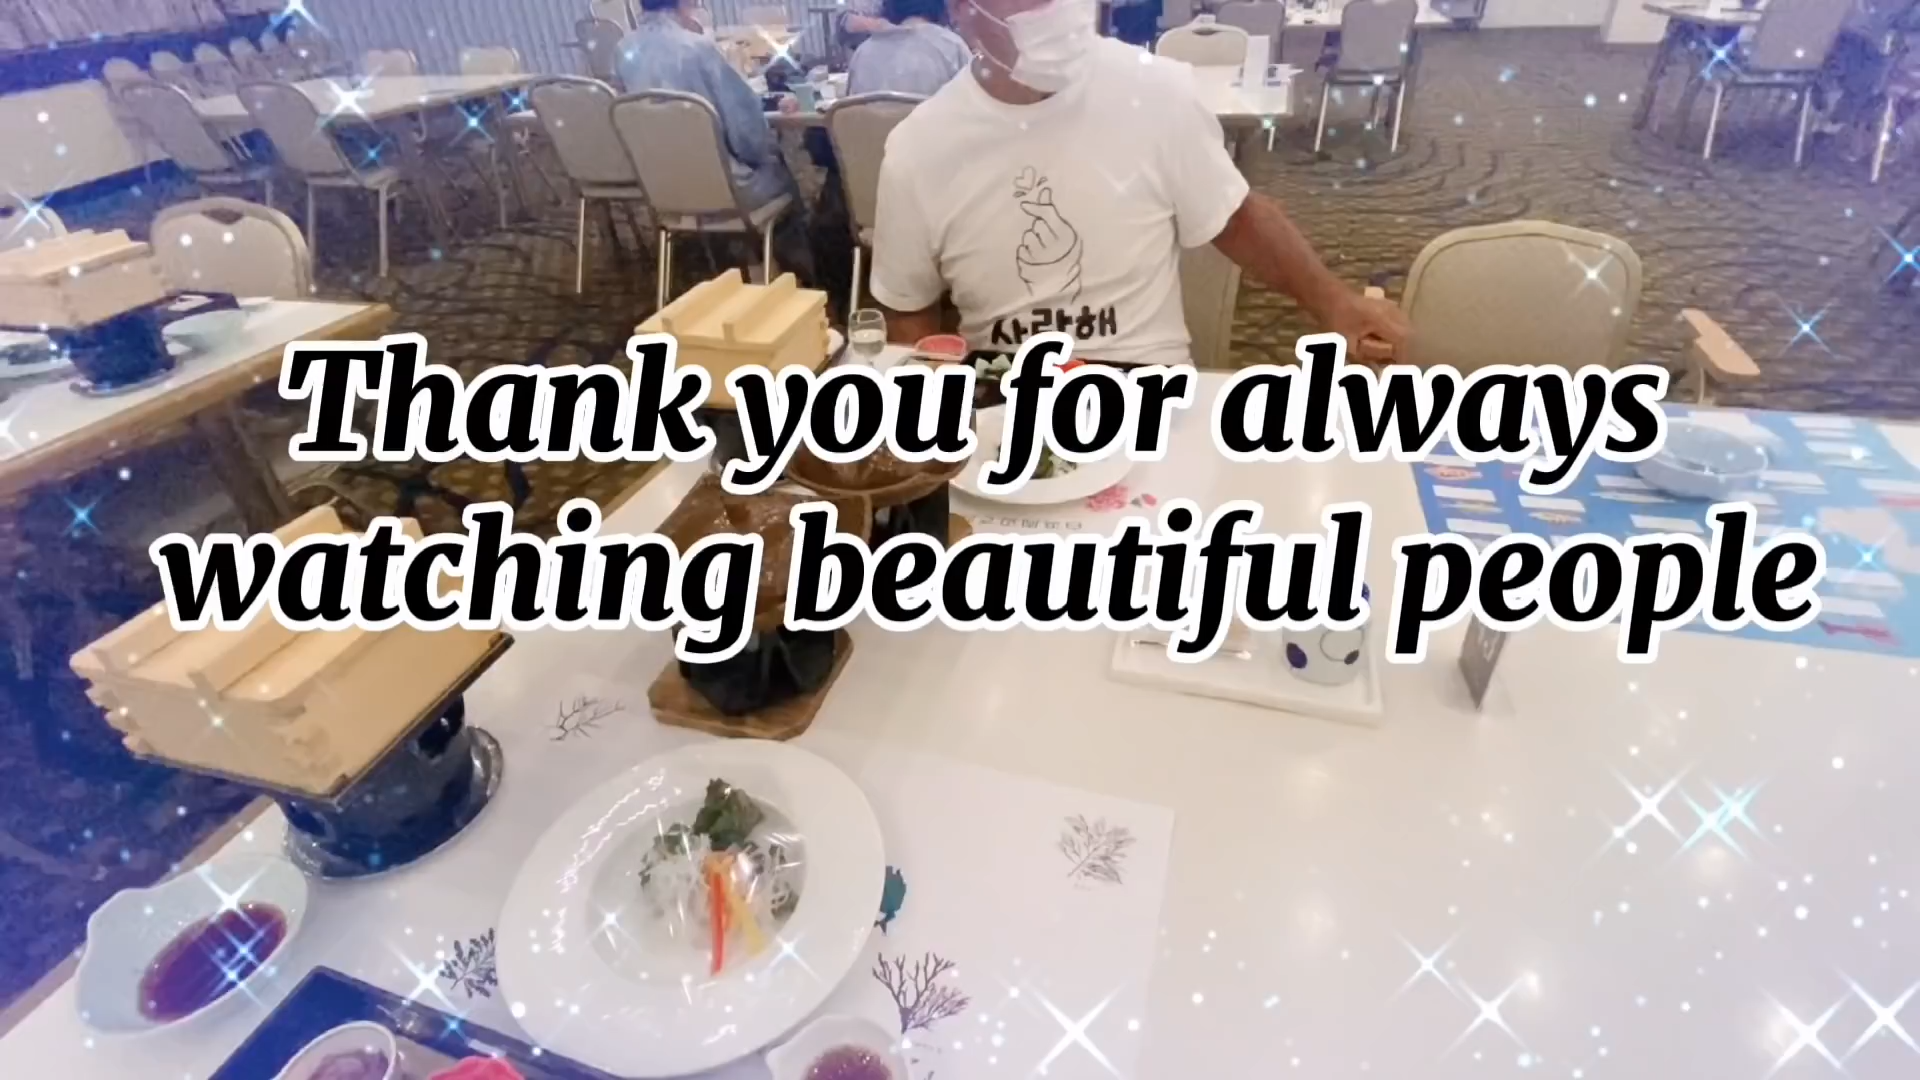 사랑해
Thank you for always
watching beautiful people